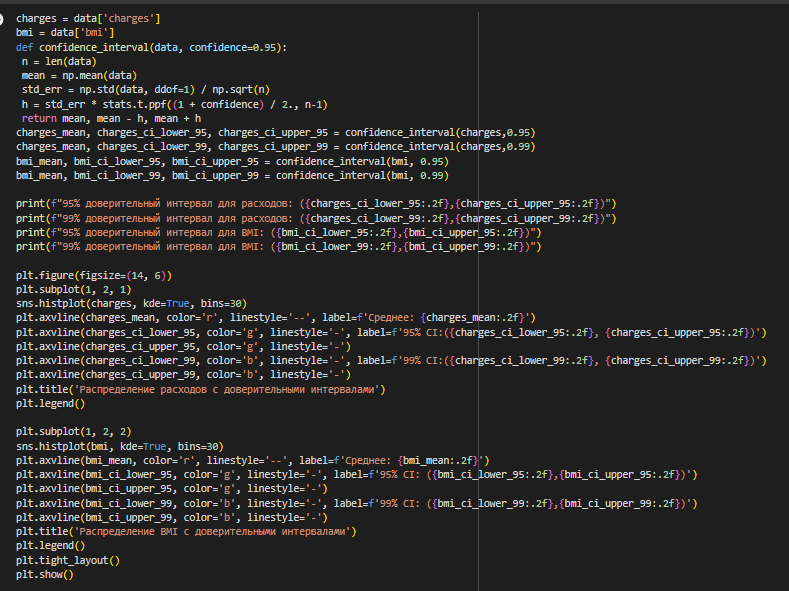 charges = data['charges']
bmi = data['bmi']
def confidence_interval(data, confidence=0.95):
 n = len(data)
 mean = np.mean(data)
 std_err = np.std(data, ddof=1) / np.sqrt(n)
 h = std_err * stats.t.ppf((1 + confidence) / 2., n-1)
 return mean, mean - h, mean + h
charges_mean, charges_ci_lower_95, charges_ci_upper_95 = confidence_interval(charges,0.95)
charges_mean, charges_ci_lower_99, charges_ci_upper_99 = confidence_interval(charges,0.99)
bmi_mean, bmi_ci_lower_95, bmi_ci_upper_95 = confidence_interval(bmi, 0.95)
bmi_mean, bmi_ci_lower_99, bmi_ci_upper_99 = confidence_interval(bmi, 0.99)

print(f"95% доверительный интервал для расходов: ({charges_ci_lower_95:.2f},{charges_ci_upper_95:.2f})")
print(f"99% доверительный интервал для расходов: ({charges_ci_lower_99:.2f},{charges_ci_upper_99:.2f})")
print(f"95% доверительный интервал для BMI: ({bmi_ci_lower_95:.2f},{bmi_ci_upper_95:.2f})")
print(f"99% доверительный интервал для BMI: ({bmi_ci_lower_99:.2f},{bmi_ci_upper_99:.2f})")

plt.figure(figsize=(14, 6))
plt.subplot(1, 2, 1)
sns.histplot(charges, kde=True, bins=30)
plt.axvline(charges_mean, color='r', linestyle='--', label=f'Среднее: {charges_mean:.2f}')
plt.axvline(charges_ci_lower_95, color='g', linestyle='-', label=f'95% CI:({charges_ci_lower_95:.2f}, {charges_ci_upper_95:.2f})')
plt.axvline(charges_ci_upper_95, color='g', linestyle='-')
plt.axvline(charges_ci_lower_99, color='b', linestyle='-', label=f'99% CI:({charges_ci_lower_99:.2f}, {charges_ci_upper_99:.2f})')
plt.axvline(charges_ci_upper_99, color='b', linestyle='-')
plt.title('Распределение расходов с доверительными интервалами')
plt.legend()

plt.subplot(1, 2, 2)
sns.histplot(bmi, kde=True, bins=30)
plt.axvline(bmi_mean, color='r', linestyle='--', label=f'Среднее: {bmi_mean:.2f}')
plt.axvline(bmi_ci_lower_95, color='g', linestyle='-', label=f'95% CI: ({bmi_ci_lower_95:.2f},{bmi_ci_upper_95:.2f})')
plt.axvline(bmi_ci_upper_95, color='g', linestyle='-')
plt.axvline(bmi_ci_lower_99, color='b', linestyle='-', label=f'99% CI: ({bmi_ci_lower_99:.2f},{bmi_ci_upper_99:.2f})')
plt.axvline(bmi_ci_upper_99, color='b', linestyle='-')
plt.title('Распределение BMI с доверительными интервалами')
plt.legend()
plt.tight_layout()
plt.show()